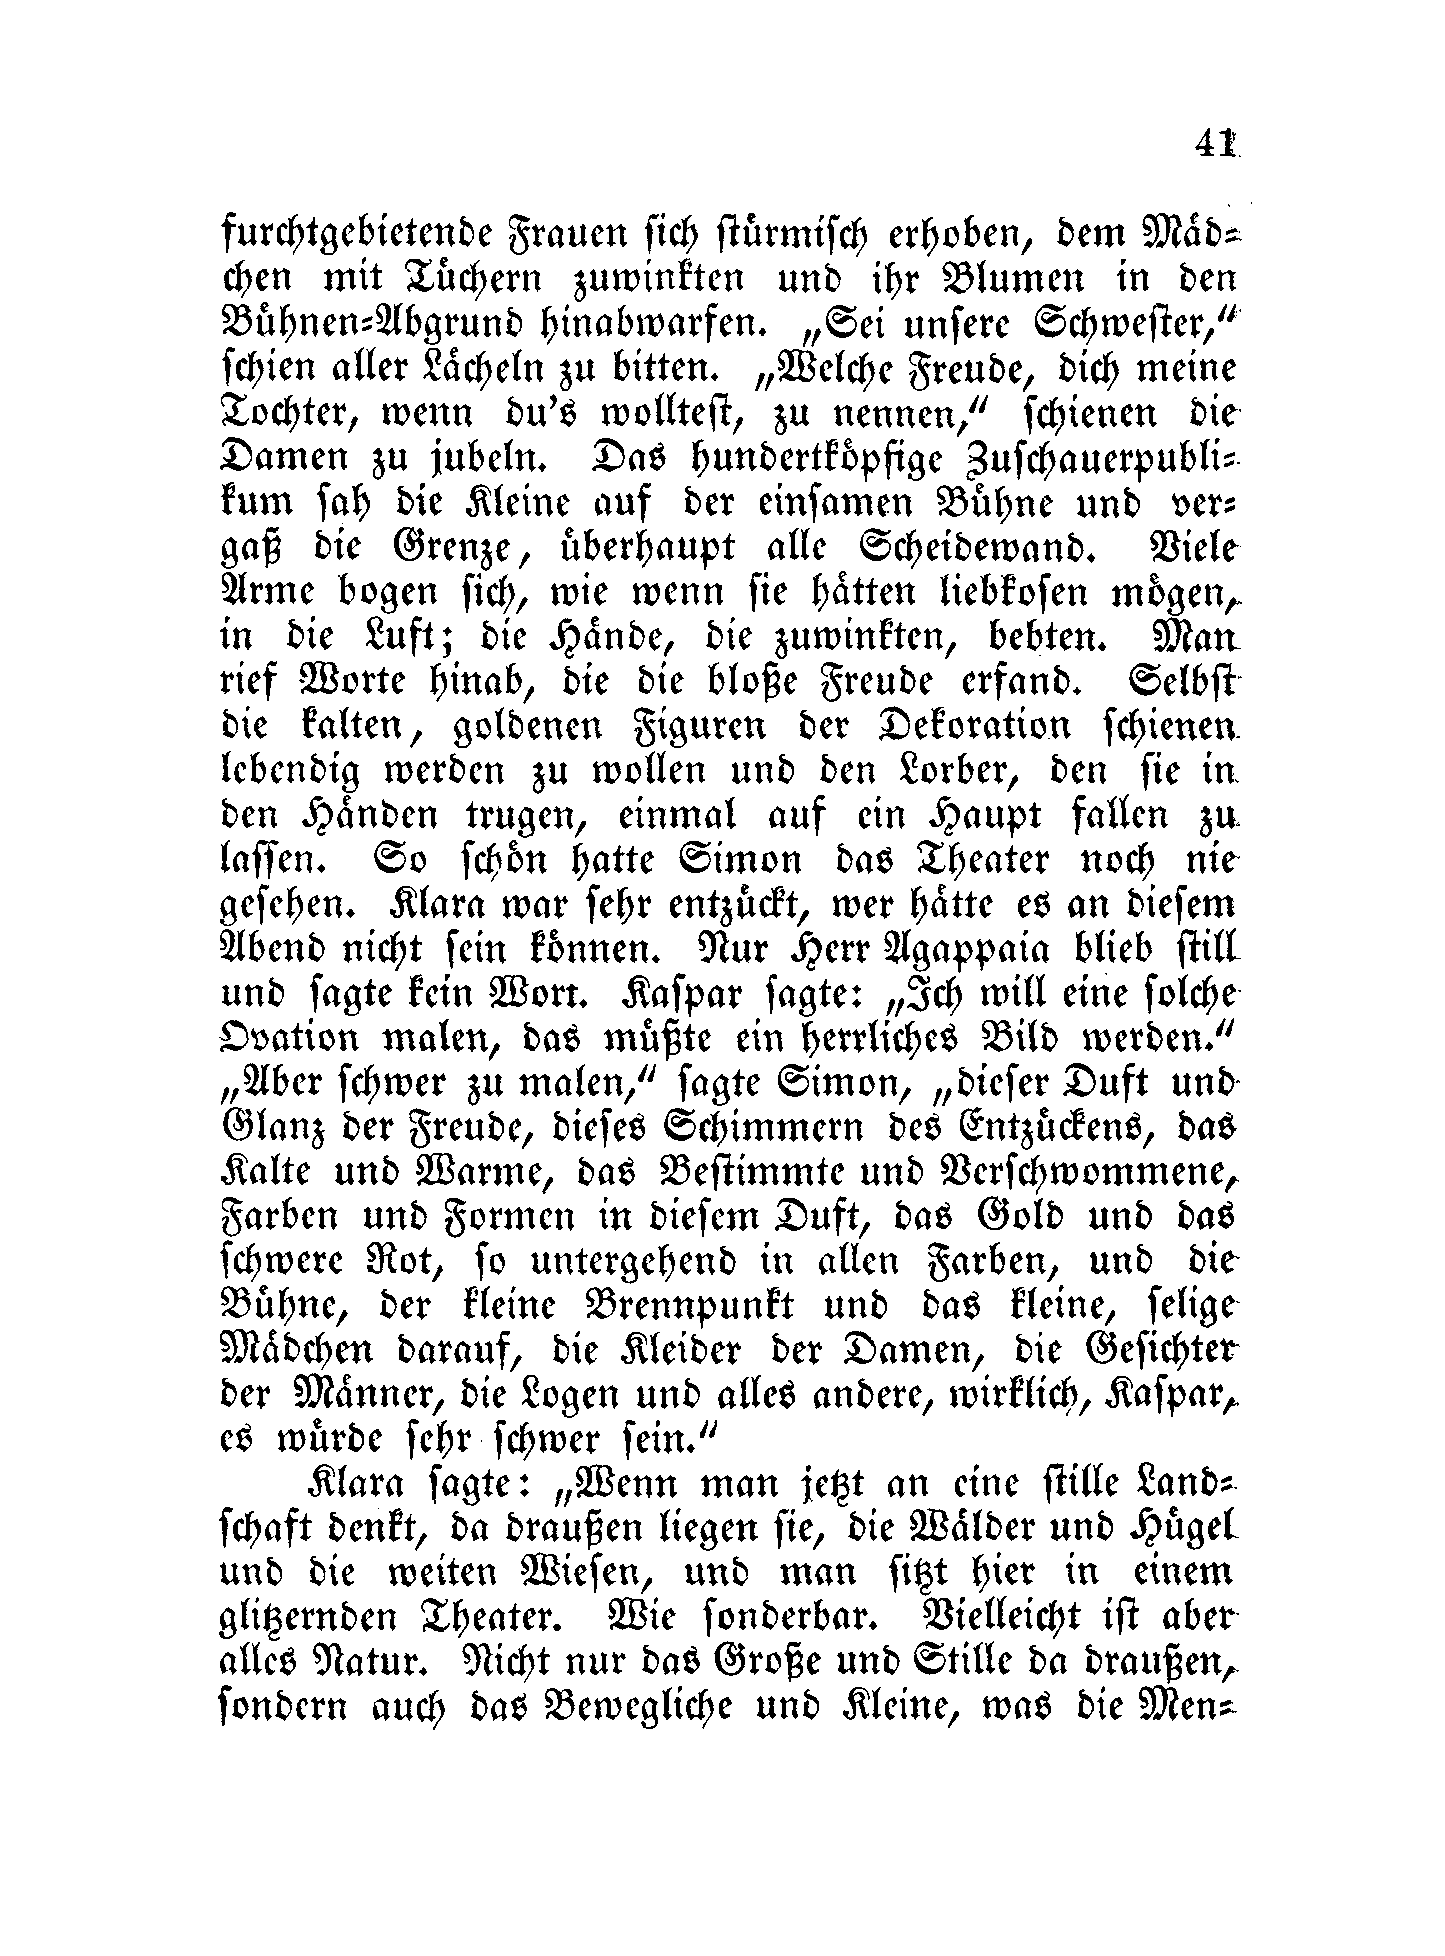 41
furchtgebietende Frauen sich stürmisch erhoben, dem Mäd-
chen mit Tüchern zuwinkten und ihr Blumen in den
Bühnen-Abgrund hinabwarfen. „Sei unsere Schwester,“
schien aller Lächeln zu bitten. „Welche Freude, dich meine
Tochter, wenn du's wolltest, zu nennen,“ schienen die
Damen zu jubeln. Das hundertköpfige Zuschauerpubli-
kum sah die Kleine auf der einsamen Bühne und ver-
gaß die Grenze, überhaupt alle Scheidewand. Viele
Arme bogen sich, wie wenn sie hätten liebkosen mögen,
in die Luft; die Hände, die zuwinkten, bebten. Man
rief Worte hinab, die die bloße Freude erfand. Selbst
die kalten, goldenen Figuren der Dekoration schienen
lebendig werden zu wollen und den Lorber, den sie in
den Händen trugen, einmal auf ein Haupt fallen zu
lassen. So schön hatte Simon das Theater noch nie
gesehen. Klara war sehr entzückt, wer hätte es an diesem
Abend nicht sein können. Nur Herr Agappaia blieb still
und sagte kein Wort. Kaspar sagte: „Ich will eine solche
Ovation malen, das müßte ein herrliches Bild werden.“
„Aber schwer zu malen,“ sagte Simon, „dieser Duft und
Glanz der Freude, dieses Schimmern des Entzückens, das
Kalte und Warme, das Bestimmte und Verschwommene,
Farben und Formen in diesem Duft, das Gold und das
schwere Rot, so untergehend in allen Farben, und die
Bühne, der kleine Brennpunkt und das kleine, selige
Mädchen darauf, die Kleider der Damen, die Gesichter
der Männer, die Logen und alles andere, wirklich, Kaspar,
es würde sehr schwer sein.“
Klara sagte: „Wenn man jetzt an eine stille Land-
schaft denkt, da draußen liegen sie, die Wälder und Hügel
und die weiten Wiesen, und man sitzt hier in einem
glitzernden Theater. Wie sonderbar. Vielleicht ist aber
alles Natur. Nicht nur das Große und Stille da draußen,
sondern auch das Bewegliche und Kleine, was die Men-